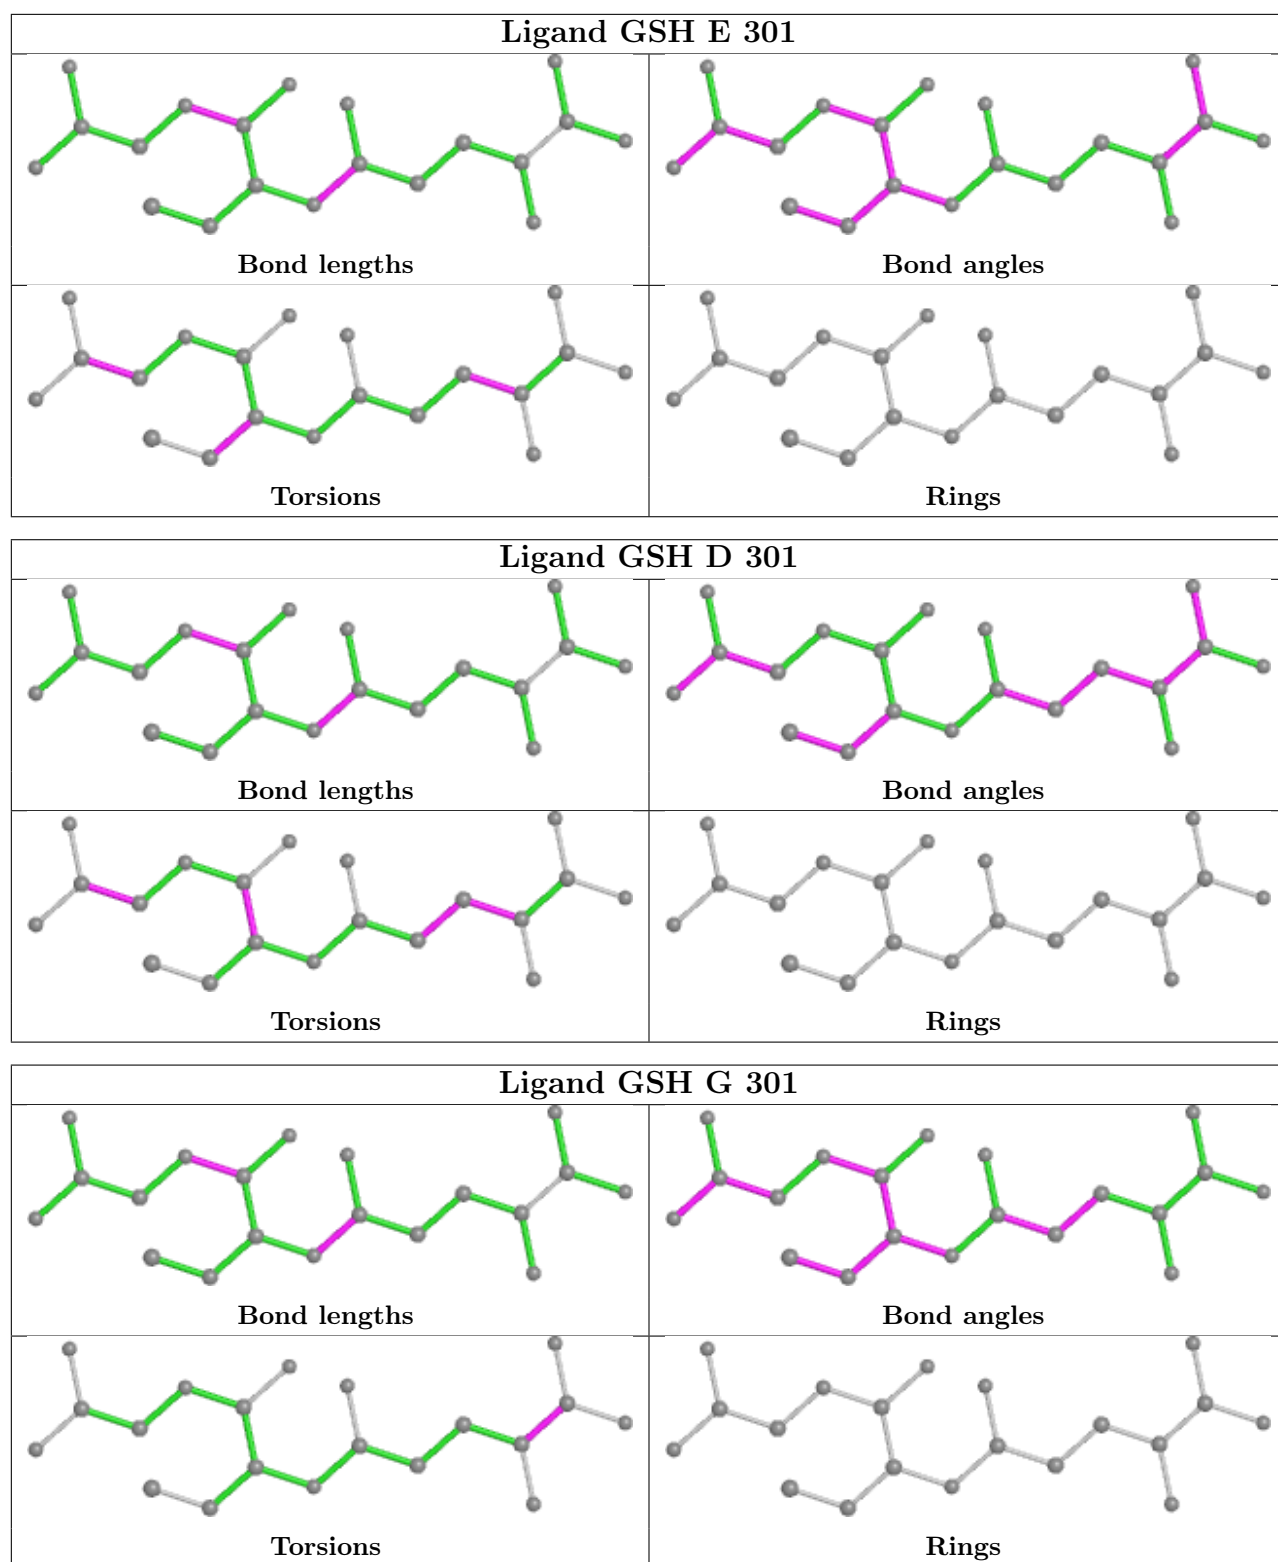 Ligand GSH E 301
Bond lengths
Bond angles
Torsions
Rings
Ligand GSH D 301
Bond lengths
Bond angles
Torsions
Rings
Ligand GSH G 301
Bond lengths
Bond angles
Torsions
Rings